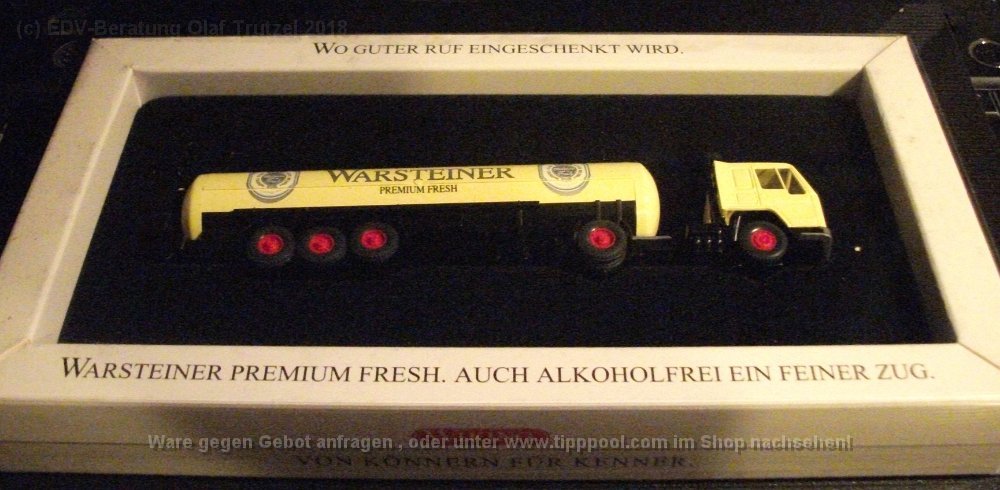 (c) EDV-Beratung Olaf Trutzel 2018
WO GUTER RUF EINGESCHENKT WIRD.
WARSTEINER
PREMIUM FRESH
WARSTEINER PREMIUM FRESH. AUCH ALKOHOLFREI EIN FEINER ZUG.
Ware gegen Gebot anfragen , oder unter www.tipppool.com im Shop nachsehen!
VON KÖNNERN FÜR KENNER.